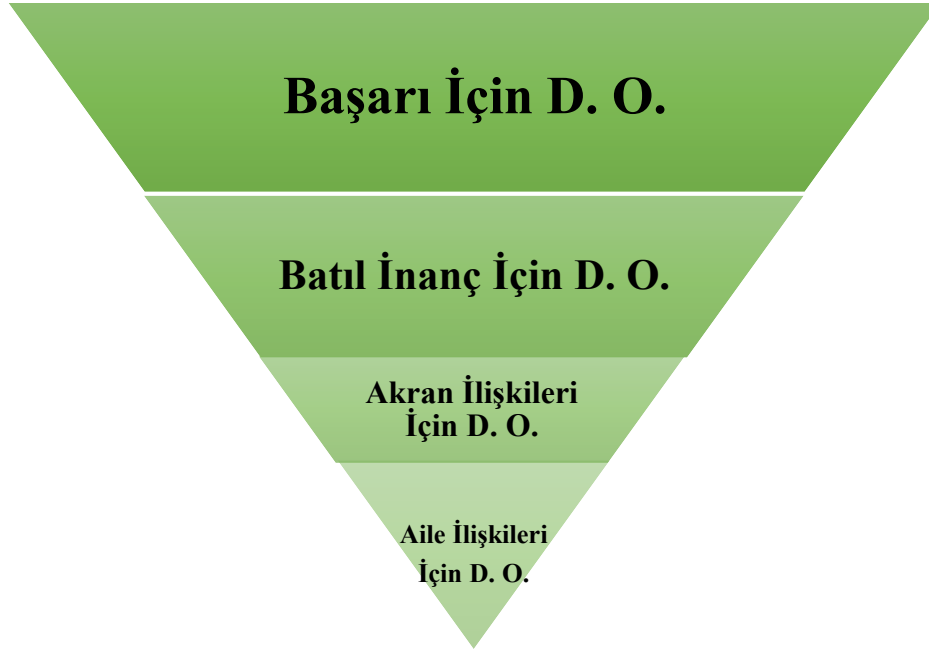 Başarı İçin D. O.
Batıl İnanç İçin D. O.
Akran İlişkileri
İçin D. O.
Aile İlişkileri
İçin D. O.